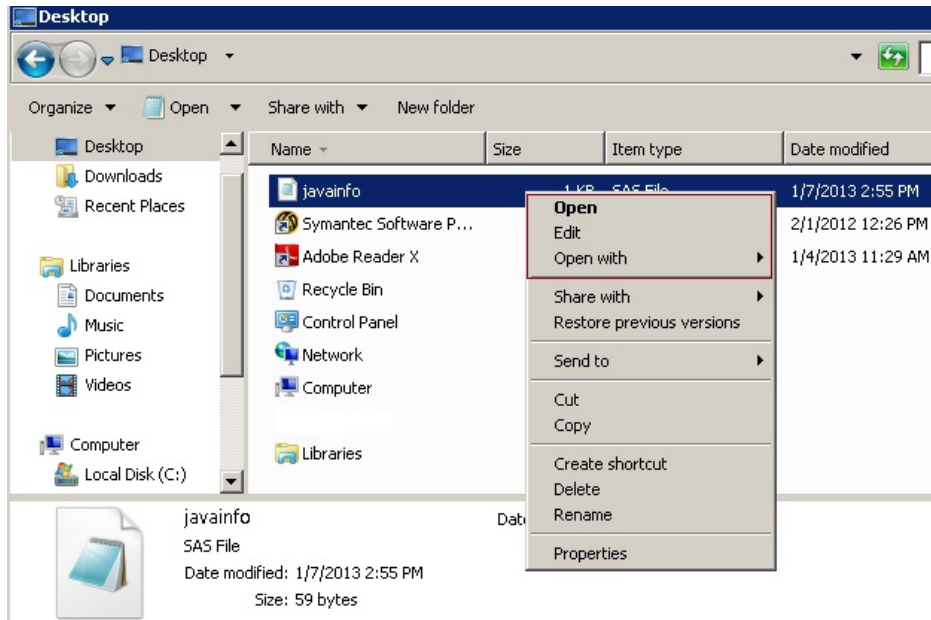 Desktop
Desktop
Organize Open Share with New folder
Name Size Item type Date modified
Desktop
Downloads
Recent Places
Libraries
Documents
Music
Pictures
Videos
Computer
Local Disk (C:)
javainfo 1 KB SAS File 1/7/2013 2:55 PM
Symantec Software P... 2/1/2012 12:26 PM
Adobe Reader X 1/4/2013 11:29 AM
Recycle Bin
Control Panel
Network
Computer
Libraries
Open
Edit
Open with
Share with
Restore previous versions
Send to
Cut
Copy
Create shortcut
Delete
Rename
Properties
javainfo
SAS File
Date modified: 1/7/2013 2:55 PM
Size: 59 bytes